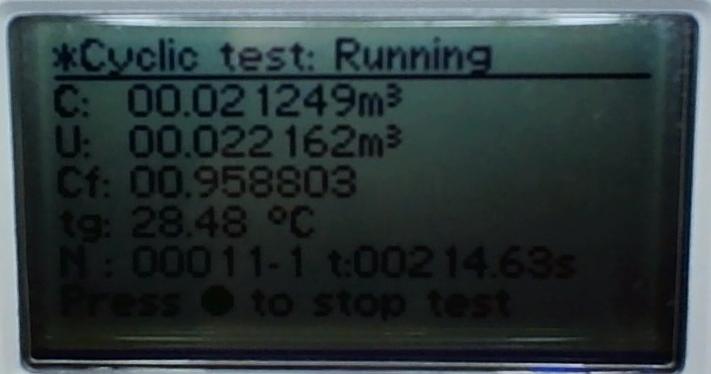 *Cyclic test: Running
C: 00.021249m³
U: 00.022162m³
Cf: 00.958803
tg: 28.48 °C
N : 00011-1 t:00214.63s
Press ● to stop test